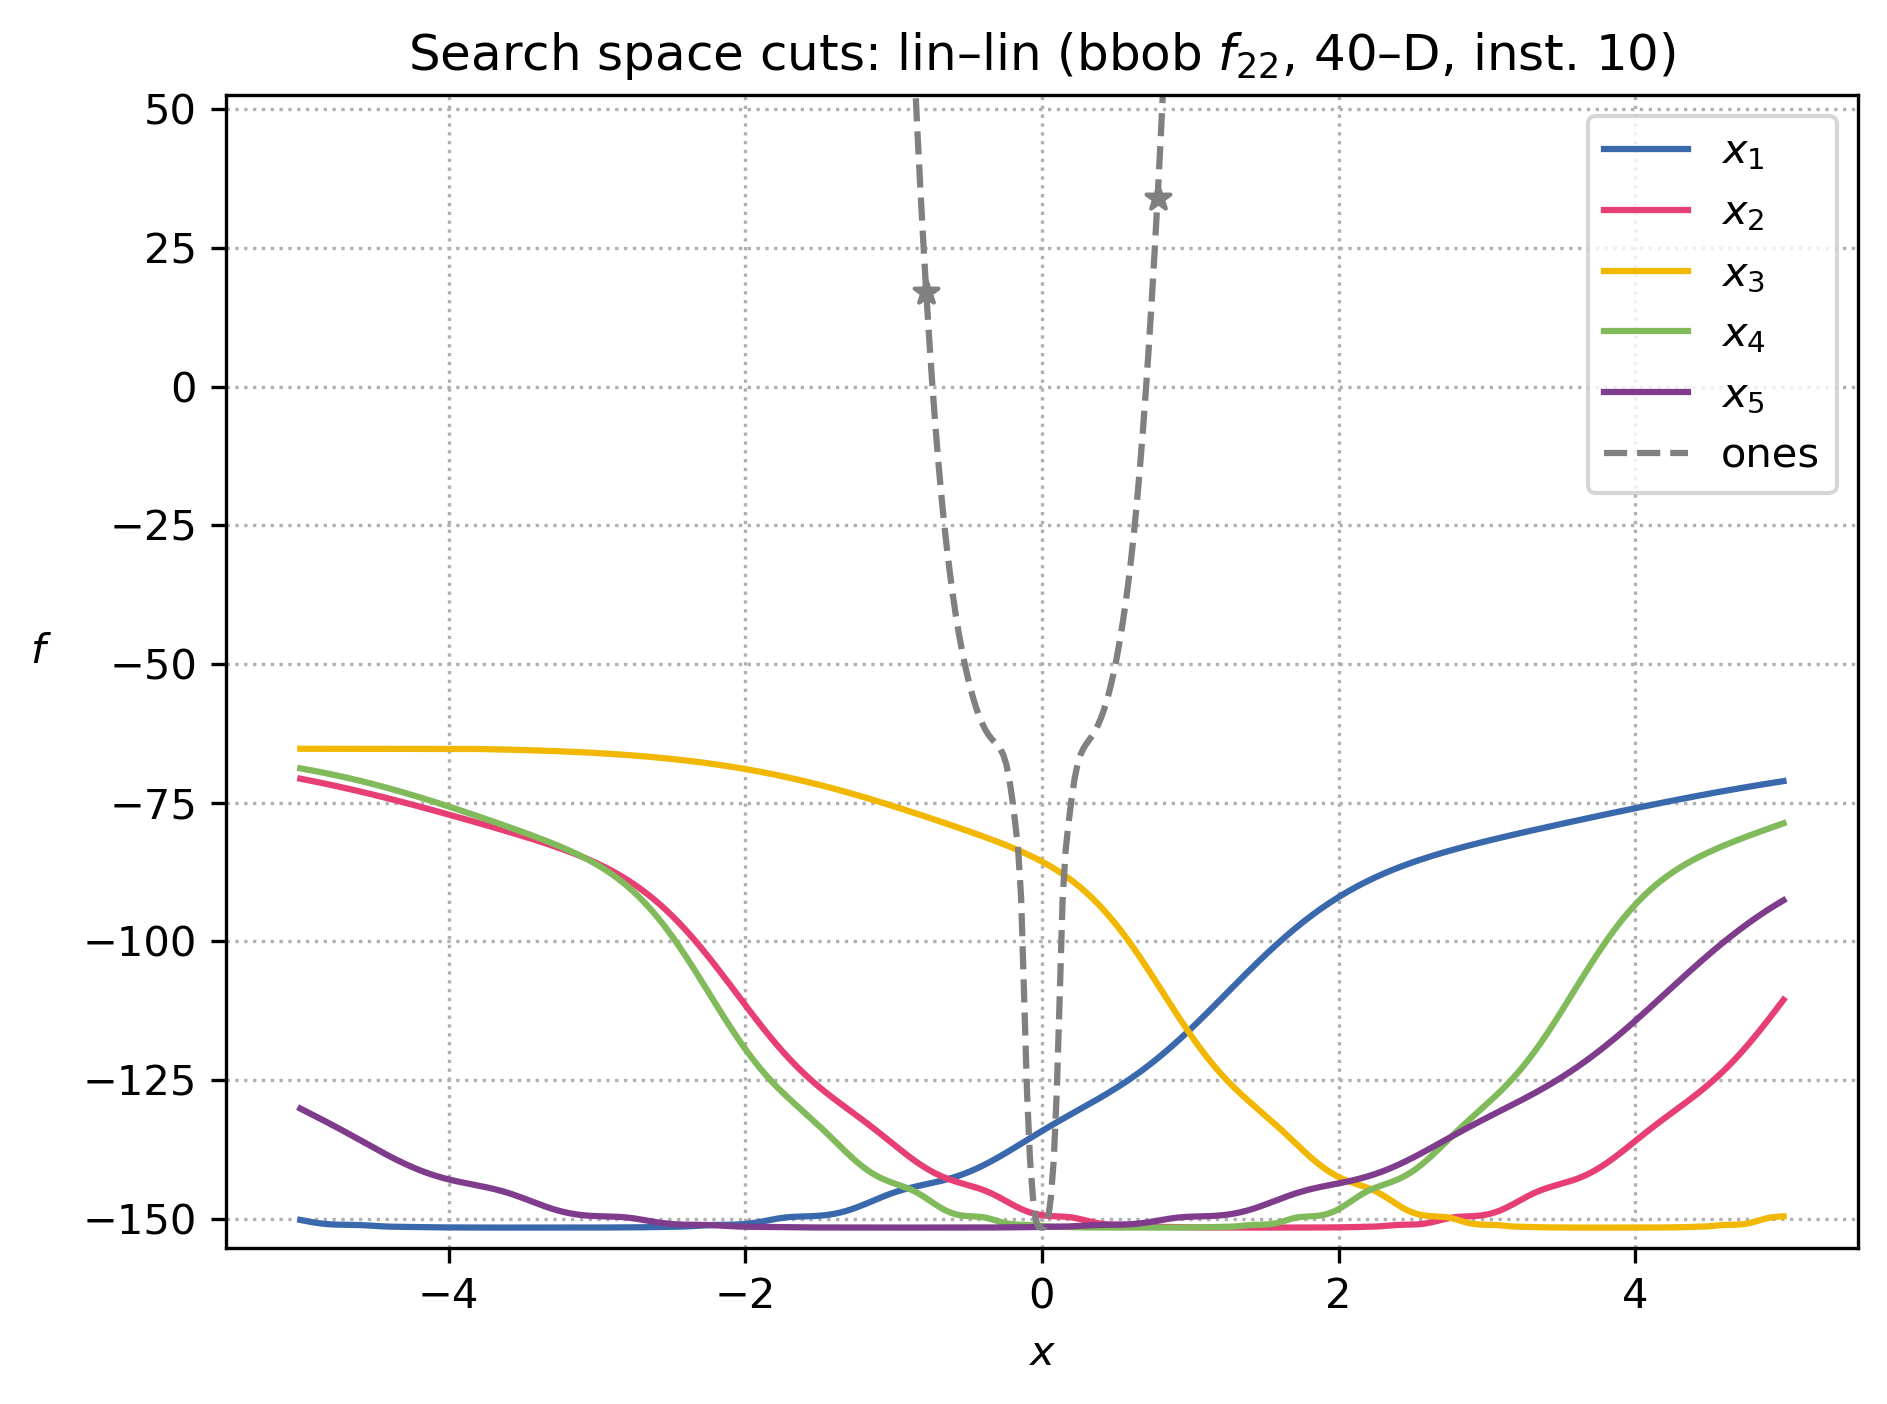 Search space cuts: lin–lin (bbob f22, 40–D, inst. 10)
50
25
0
−25
−50
−75
−100
−125
−150
f
x1
x2
x3
x4
x5
ones
−4
−2
0
2
4
x